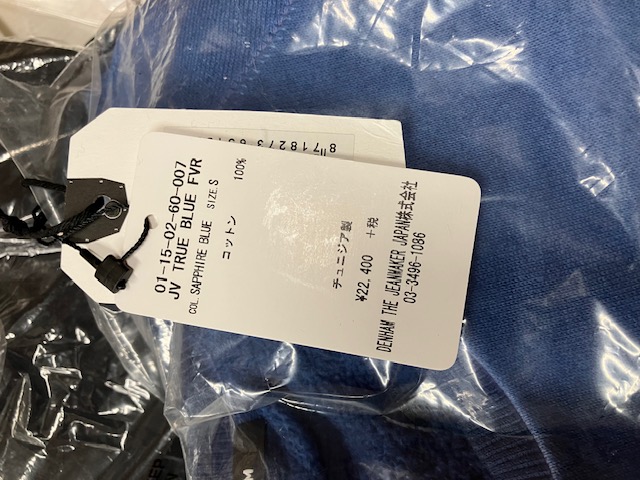 01-15-02-60-007
JV TRUE BLUE FVR
COL.SAPPHIRE BLUE SIZE.S
コットン 100%
チュニジア製
¥22.400 +税
DENHAM THE JEANMAKER JAPAN株式会社
03-3496-1086